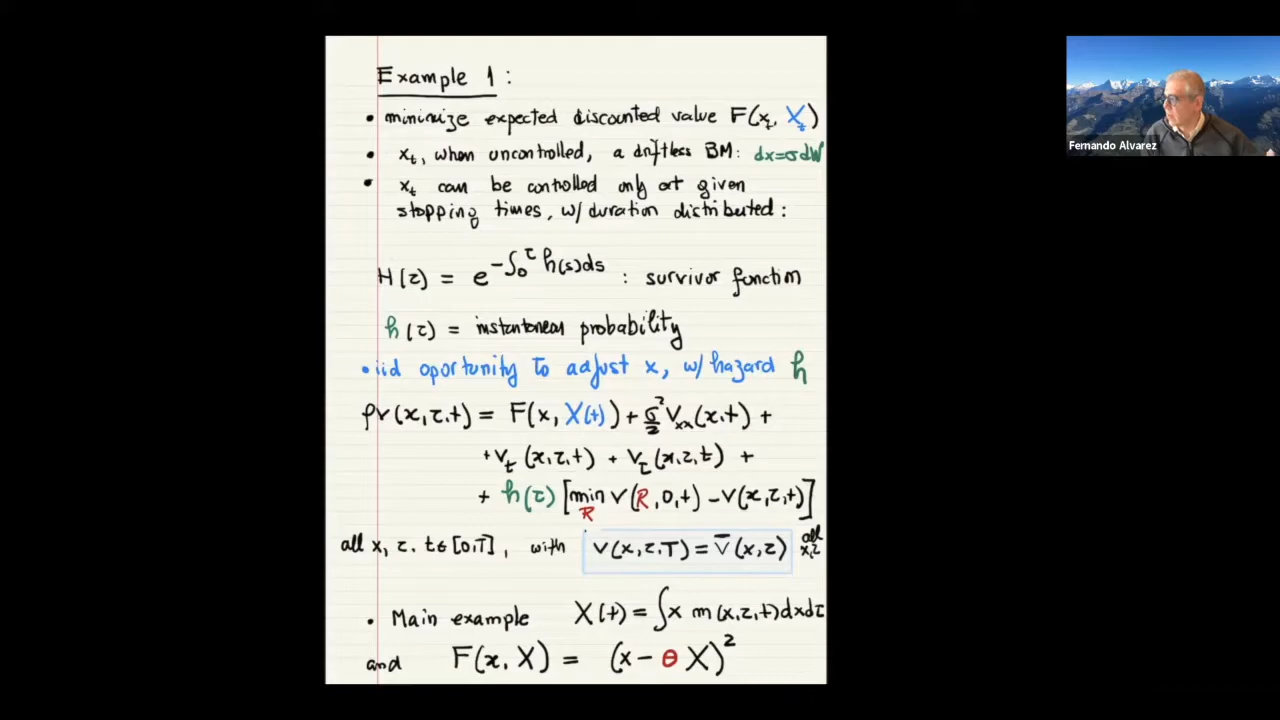 Example 1 :
• minimize expected discounted value F(x_t, X_t)
• x_t, when uncontrolled, a driftless BM: dx=σdW
• x_t can be controlled only at given
stopping times, w/ duration distributed :
H(τ) = e^{-∫_0^τ h(s)ds} : survivor function
h(τ) = instantaneous probability
• iid oportunity to adjust x, w/ hazard h
ρv(x,τ,t) = F(x, X(t)) + σ²/2 V_xx(x,t) +
+ V_t (x,τ,t) + V_τ (x,τ,t) +
+ h(τ) [min_R V(R,0,t) - V(x,τ,t)]
all x, τ, t∈[0,T], with V(x,τ,T) = V̄(x,τ) all x,τ
• Main example X(t) = ∫x m(x,τ,t)dxdτ
and F(x, X) = (x - θ X)²
Fernando Alvarez